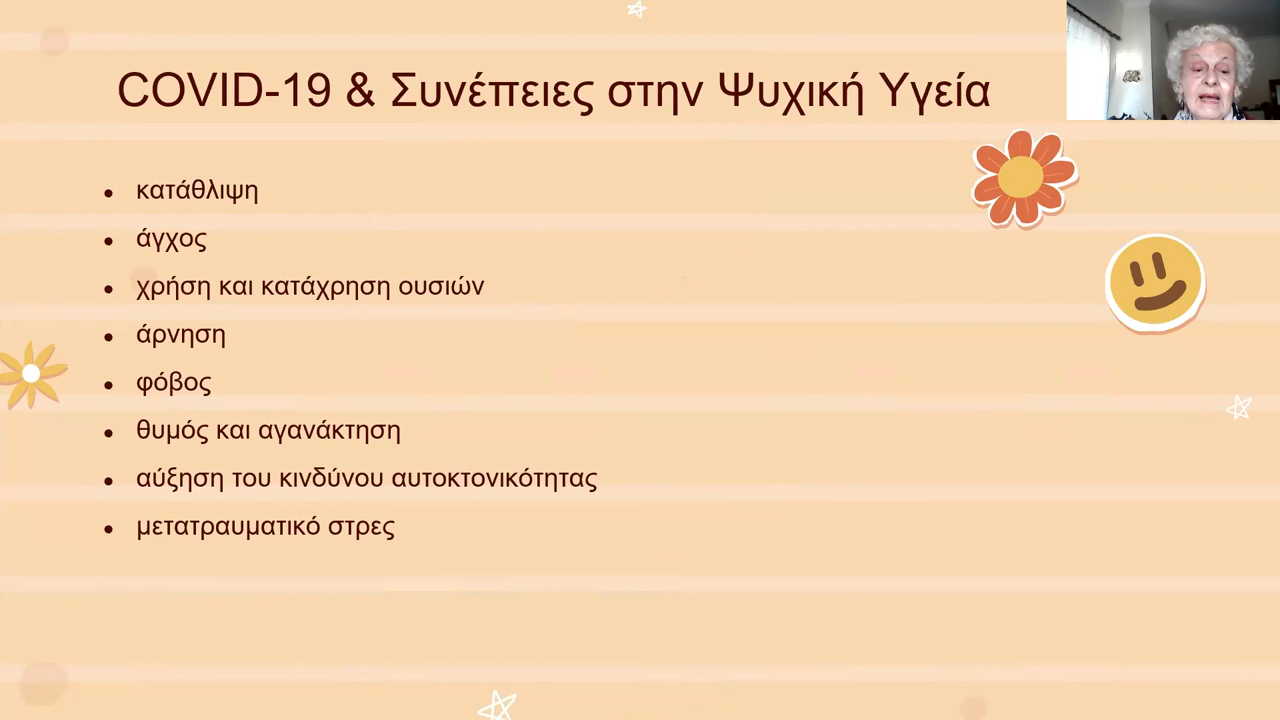 COVID-19 & Συνέπειες στην Ψυχική Υγεία
• κατάθλιψη
• άγχος
• χρήση και κατάχρηση ουσιών
• άρνηση
• φόβος
• θυμός και αγανάκτηση
• αύξηση του κινδύνου αυτοκτονικότητας
• μετατραυματικό στρες